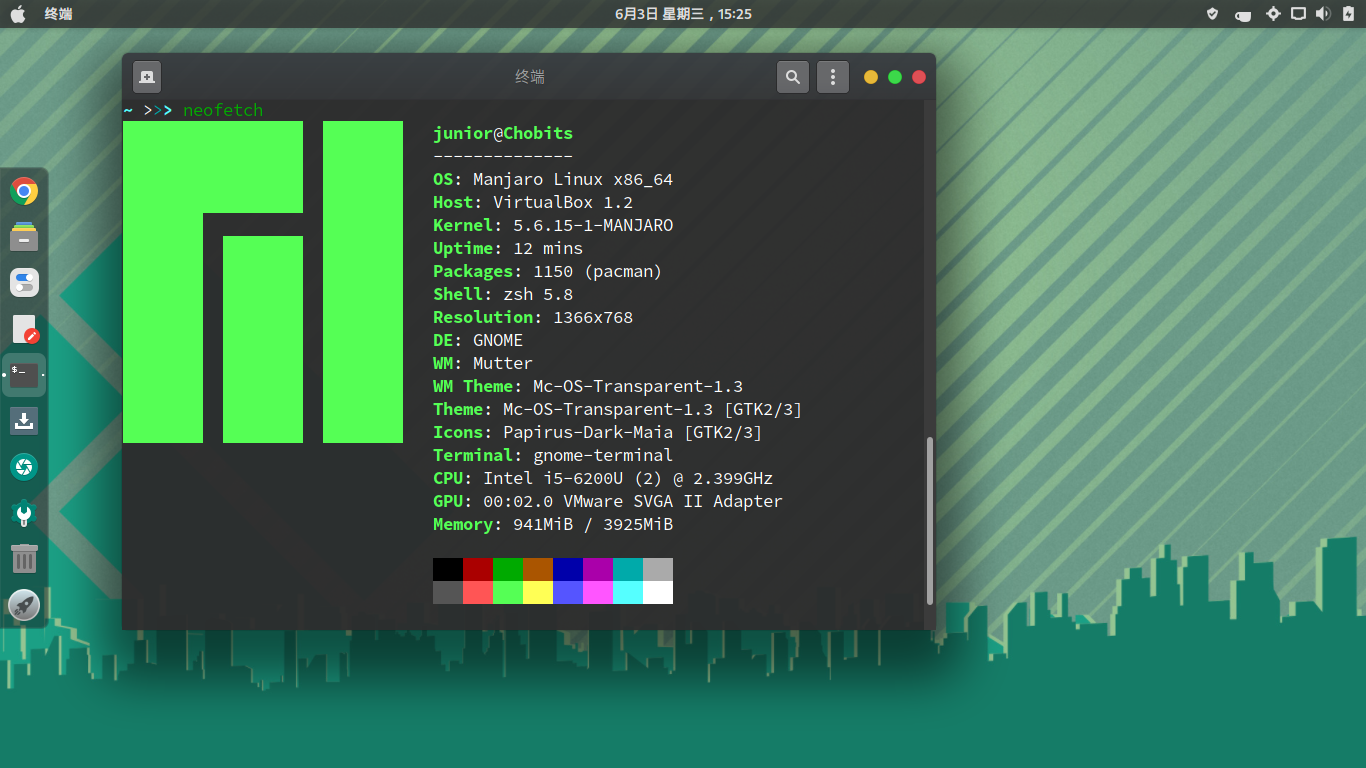 终端
6月3日 星期三，15:25
终端
~ >>> neofetch
junior@Chobits
--------------
OS: Manjaro Linux x86_64
Host: VirtualBox 1.2
Kernel: 5.6.15-1-MANJARO
Uptime: 12 mins
Packages: 1150 (pacman)
Shell: zsh 5.8
Resolution: 1366x768
DE: GNOME
WM: Mutter
WM Theme: Mc-OS-Transparent-1.3
Theme: Mc-OS-Transparent-1.3 [GTK2/3]
Icons: Papirus-Dark-Maia [GTK2/3]
Terminal: gnome-terminal
CPU: Intel i5-6200U (2) @ 2.399GHz
GPU: 00:02.0 VMware SVGA II Adapter
Memory: 941MiB / 3925MiB
$_